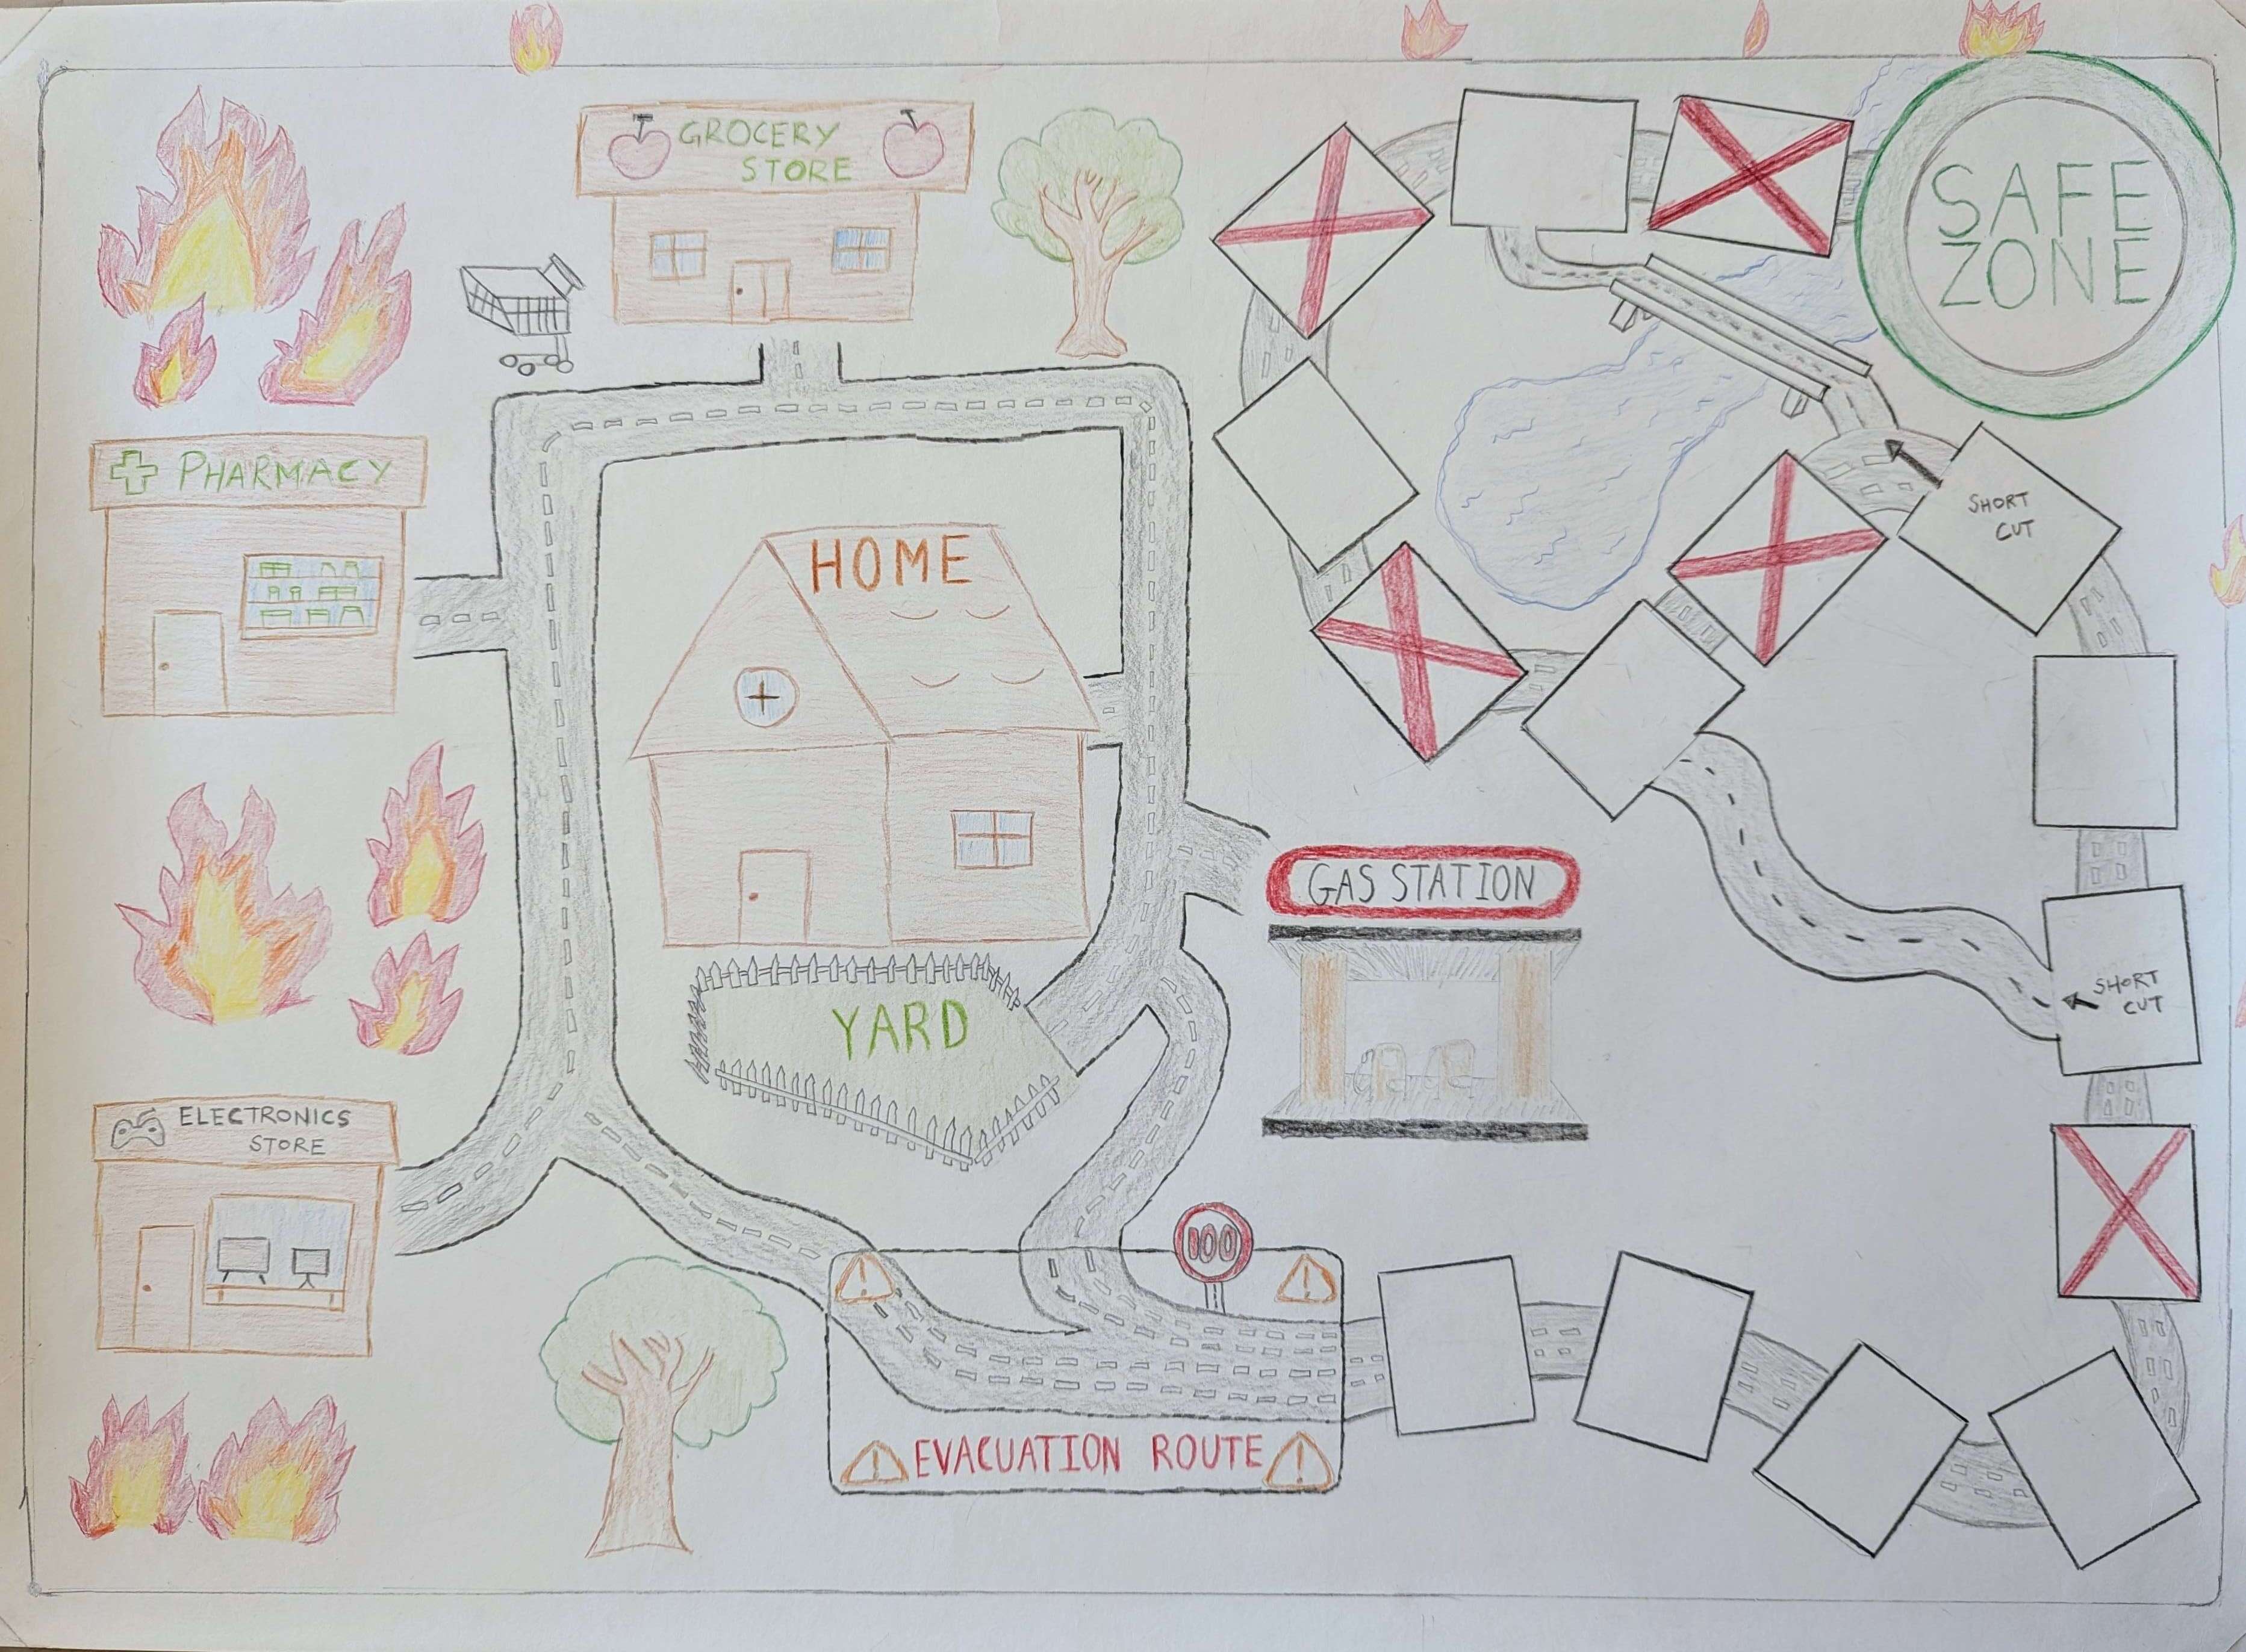 GROCERY
STORE
SAFE
ZONE
PHARMACY
HOME
SHORT
CUT
GAS STATION
SHORT
CUT
YARD
ELECTRONICS
STORE
100
EVACUATION ROUTE